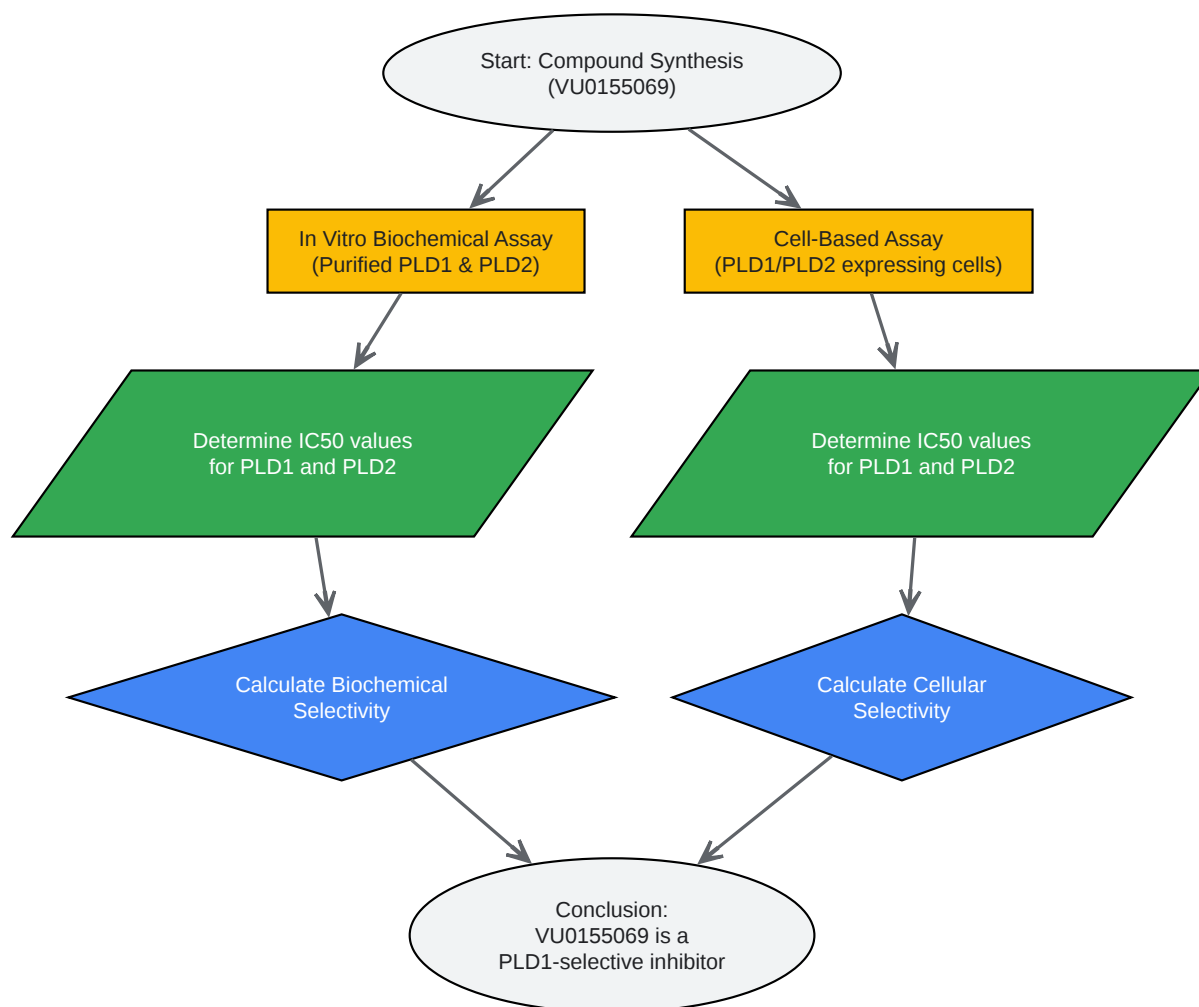 Start: Compound Synthesis
(VU0155069)
In Vitro Biochemical Assay
(Purified PLD1 & PLD2)
Cell-Based Assay
(PLD1/PLD2 expressing cells)
Determine IC50 values
for PLD1 and PLD2
Determine IC50 values
for PLD1 and PLD2
Calculate Biochemical
Selectivity
Calculate Cellular
Selectivity
Conclusion:
VU0155069 is a
PLD1-selective inhibitor